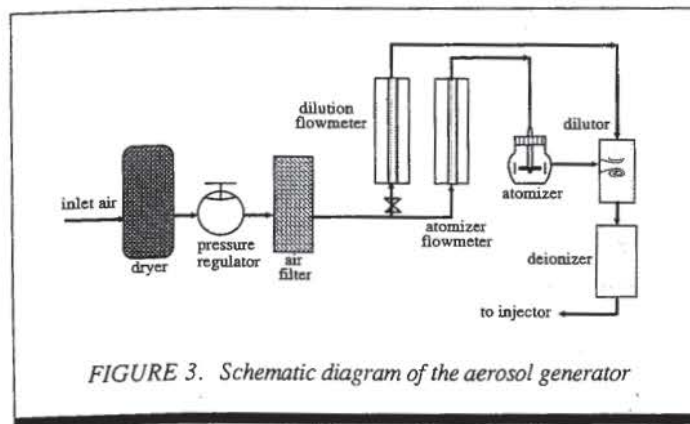 dilution
flowmeter
dilutor
inlet air
atomizer
atomizer
flowmeter
pressure
regulator
air
filter
dryer
deionizer
to injector
FIGURE 3. Schematic diagram of the aerosol generator